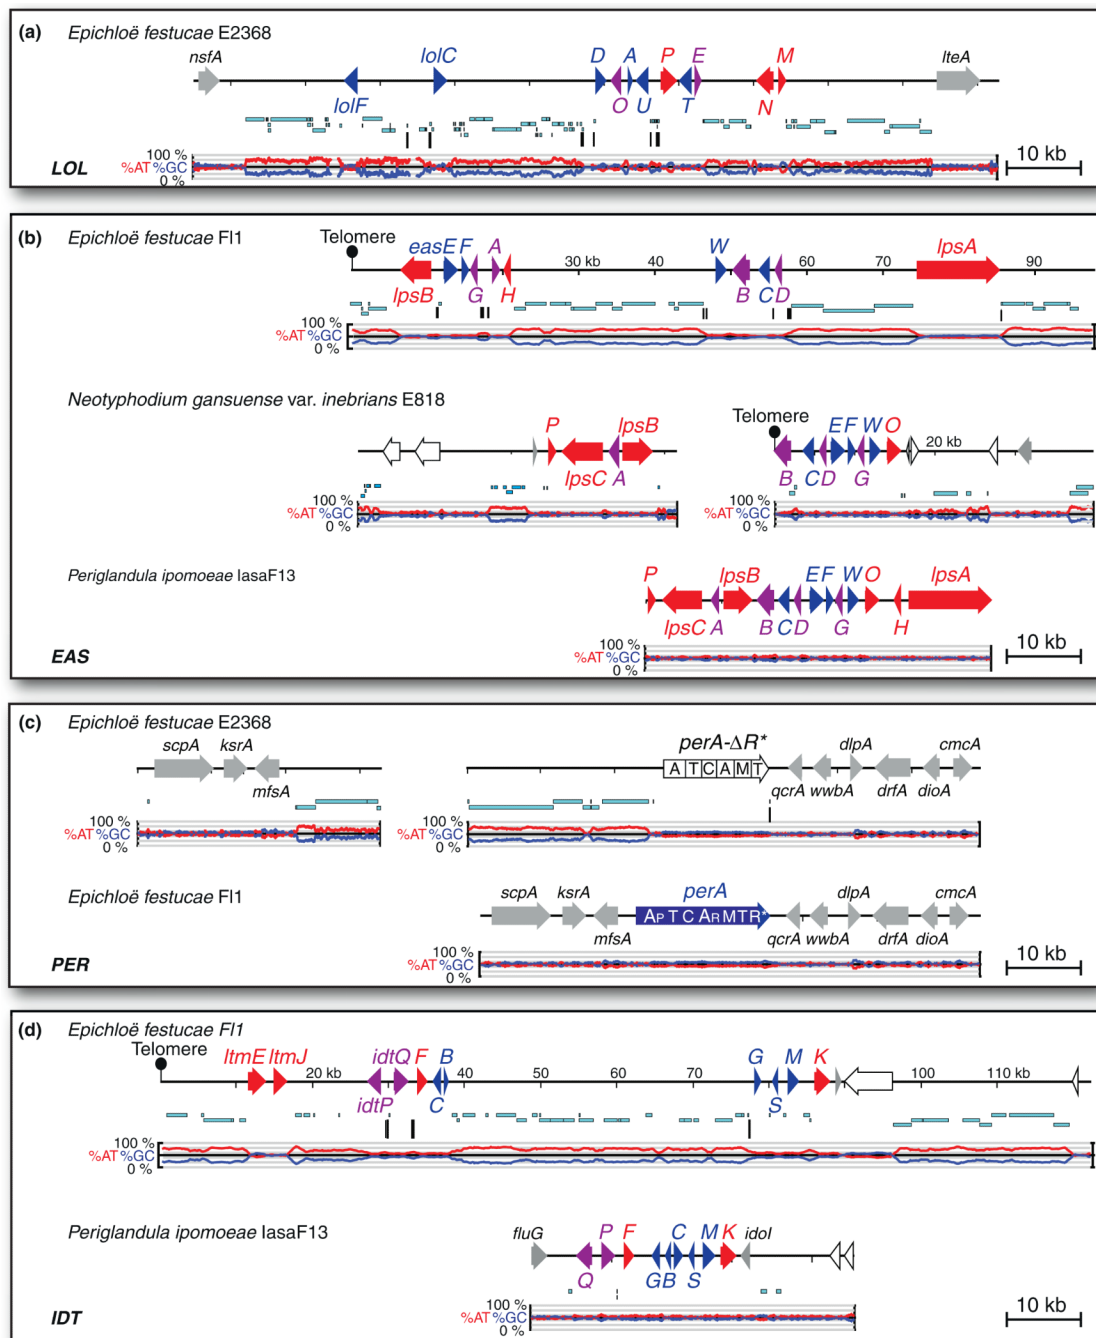 (a) Epichloë festucae E2368
nsfA lolC D A P E M lteA
lolF O U T N
100 %
%AT %GC
0 %
LOL
10 kb
(b) Epichloë festucae Fl1
Telomere easE F A W lpsA
30 kb 40 60 70 90
lpsB G H B C D
100 %
%AT %GC
0 %
Neotyphodium gansuense var. inebrians E818
P lpsB Telomere E F W O
20 kb
lpsC A B C D G
100 % 100 %
%AT %GC %AT %GC
0 % 0 %
Periglandula ipomoeae IasaF13
P lpsB E F W O lpsA
lpsC A B C D G H
%AT %GC
100 %
0 %
EAS
10 kb
(c) Epichloë festucae E2368
scpA ksrA perA-ΔR* dlpA cmcA
A T C A M T
mfsA qcrA wwbA drfA dioA
100 % 100 %
%AT %GC %AT %GC
0 % 0 %
Epichloë festucae Fl1
scpA ksrA perA dlpA cmcA
AP T C AR M T R*
mfsA qcrA wwbA drfA dioA
100 %
%AT %GC
0 %
PER
10 kb
(d) Epichloë festucae Fl1
Telomere ltmE ltmJ idtQ F B G M K
20 kb 40 50 60 70 100 110 kb
idtP C S
100 %
%AT %GC
0 %
Periglandula ipomoeae IasaF13
fluG P F C M K idoI
Q G B S
100 %
%AT %GC
0 %
IDT
10 kb